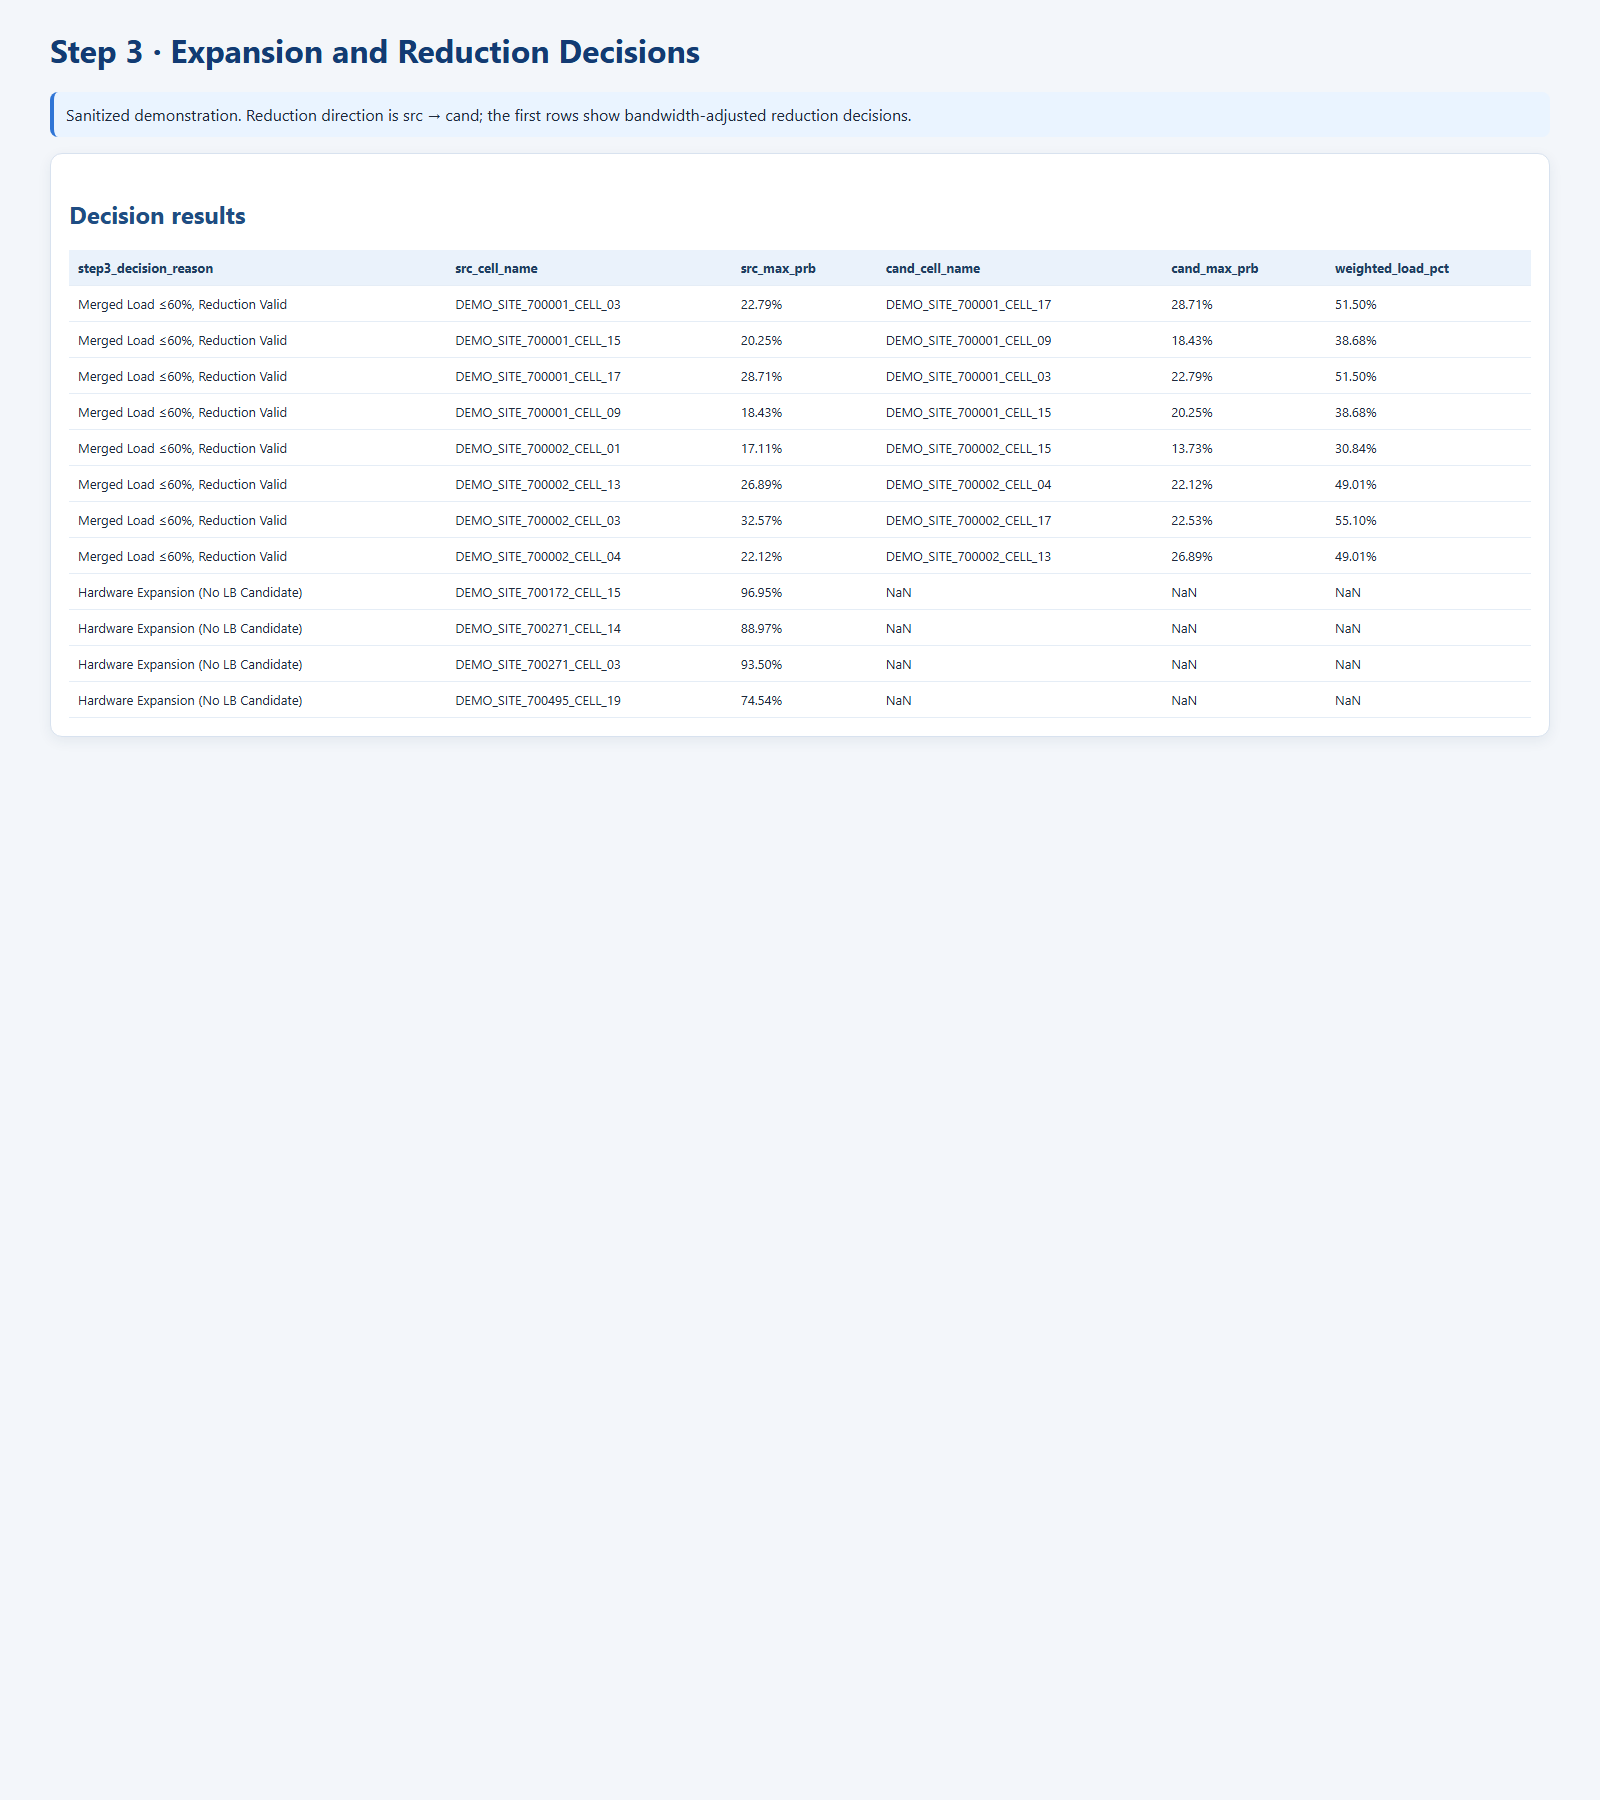 Step 3 · Expansion and Reduction Decisions
Sanitized demonstration. Reduction direction is src → cand; the first rows show bandwidth-adjusted reduction decisions.
Decision results
step3_decision_reason src_cell_name src_max_prb cand_cell_name cand_max_prb weighted_load_pct
Merged Load ≤60%, Reduction Valid DEMO_SITE_700001_CELL_03 22.79% DEMO_SITE_700001_CELL_17 28.71% 51.50%
Merged Load ≤60%, Reduction Valid DEMO_SITE_700001_CELL_15 20.25% DEMO_SITE_700001_CELL_09 18.43% 38.68%
Merged Load ≤60%, Reduction Valid DEMO_SITE_700001_CELL_17 28.71% DEMO_SITE_700001_CELL_03 22.79% 51.50%
Merged Load ≤60%, Reduction Valid DEMO_SITE_700001_CELL_09 18.43% DEMO_SITE_700001_CELL_15 20.25% 38.68%
Merged Load ≤60%, Reduction Valid DEMO_SITE_700002_CELL_01 17.11% DEMO_SITE_700002_CELL_15 13.73% 30.84%
Merged Load ≤60%, Reduction Valid DEMO_SITE_700002_CELL_13 26.89% DEMO_SITE_700002_CELL_04 22.12% 49.01%
Merged Load ≤60%, Reduction Valid DEMO_SITE_700002_CELL_03 32.57% DEMO_SITE_700002_CELL_17 22.53% 55.10%
Merged Load ≤60%, Reduction Valid DEMO_SITE_700002_CELL_04 22.12% DEMO_SITE_700002_CELL_13 26.89% 49.01%
Hardware Expansion (No LB Candidate) DEMO_SITE_700172_CELL_15 96.95% NaN NaN NaN
Hardware Expansion (No LB Candidate) DEMO_SITE_700271_CELL_14 88.97% NaN NaN NaN
Hardware Expansion (No LB Candidate) DEMO_SITE_700271_CELL_03 93.50% NaN NaN NaN
Hardware Expansion (No LB Candidate) DEMO_SITE_700495_CELL_19 74.54% NaN NaN NaN